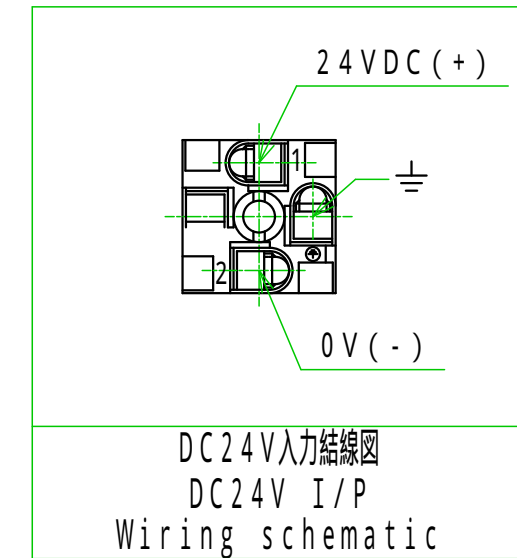 24VDC(+)
1
2
0V(-)
DC24V入力結線図
DC24V I/P
Wiring schematic